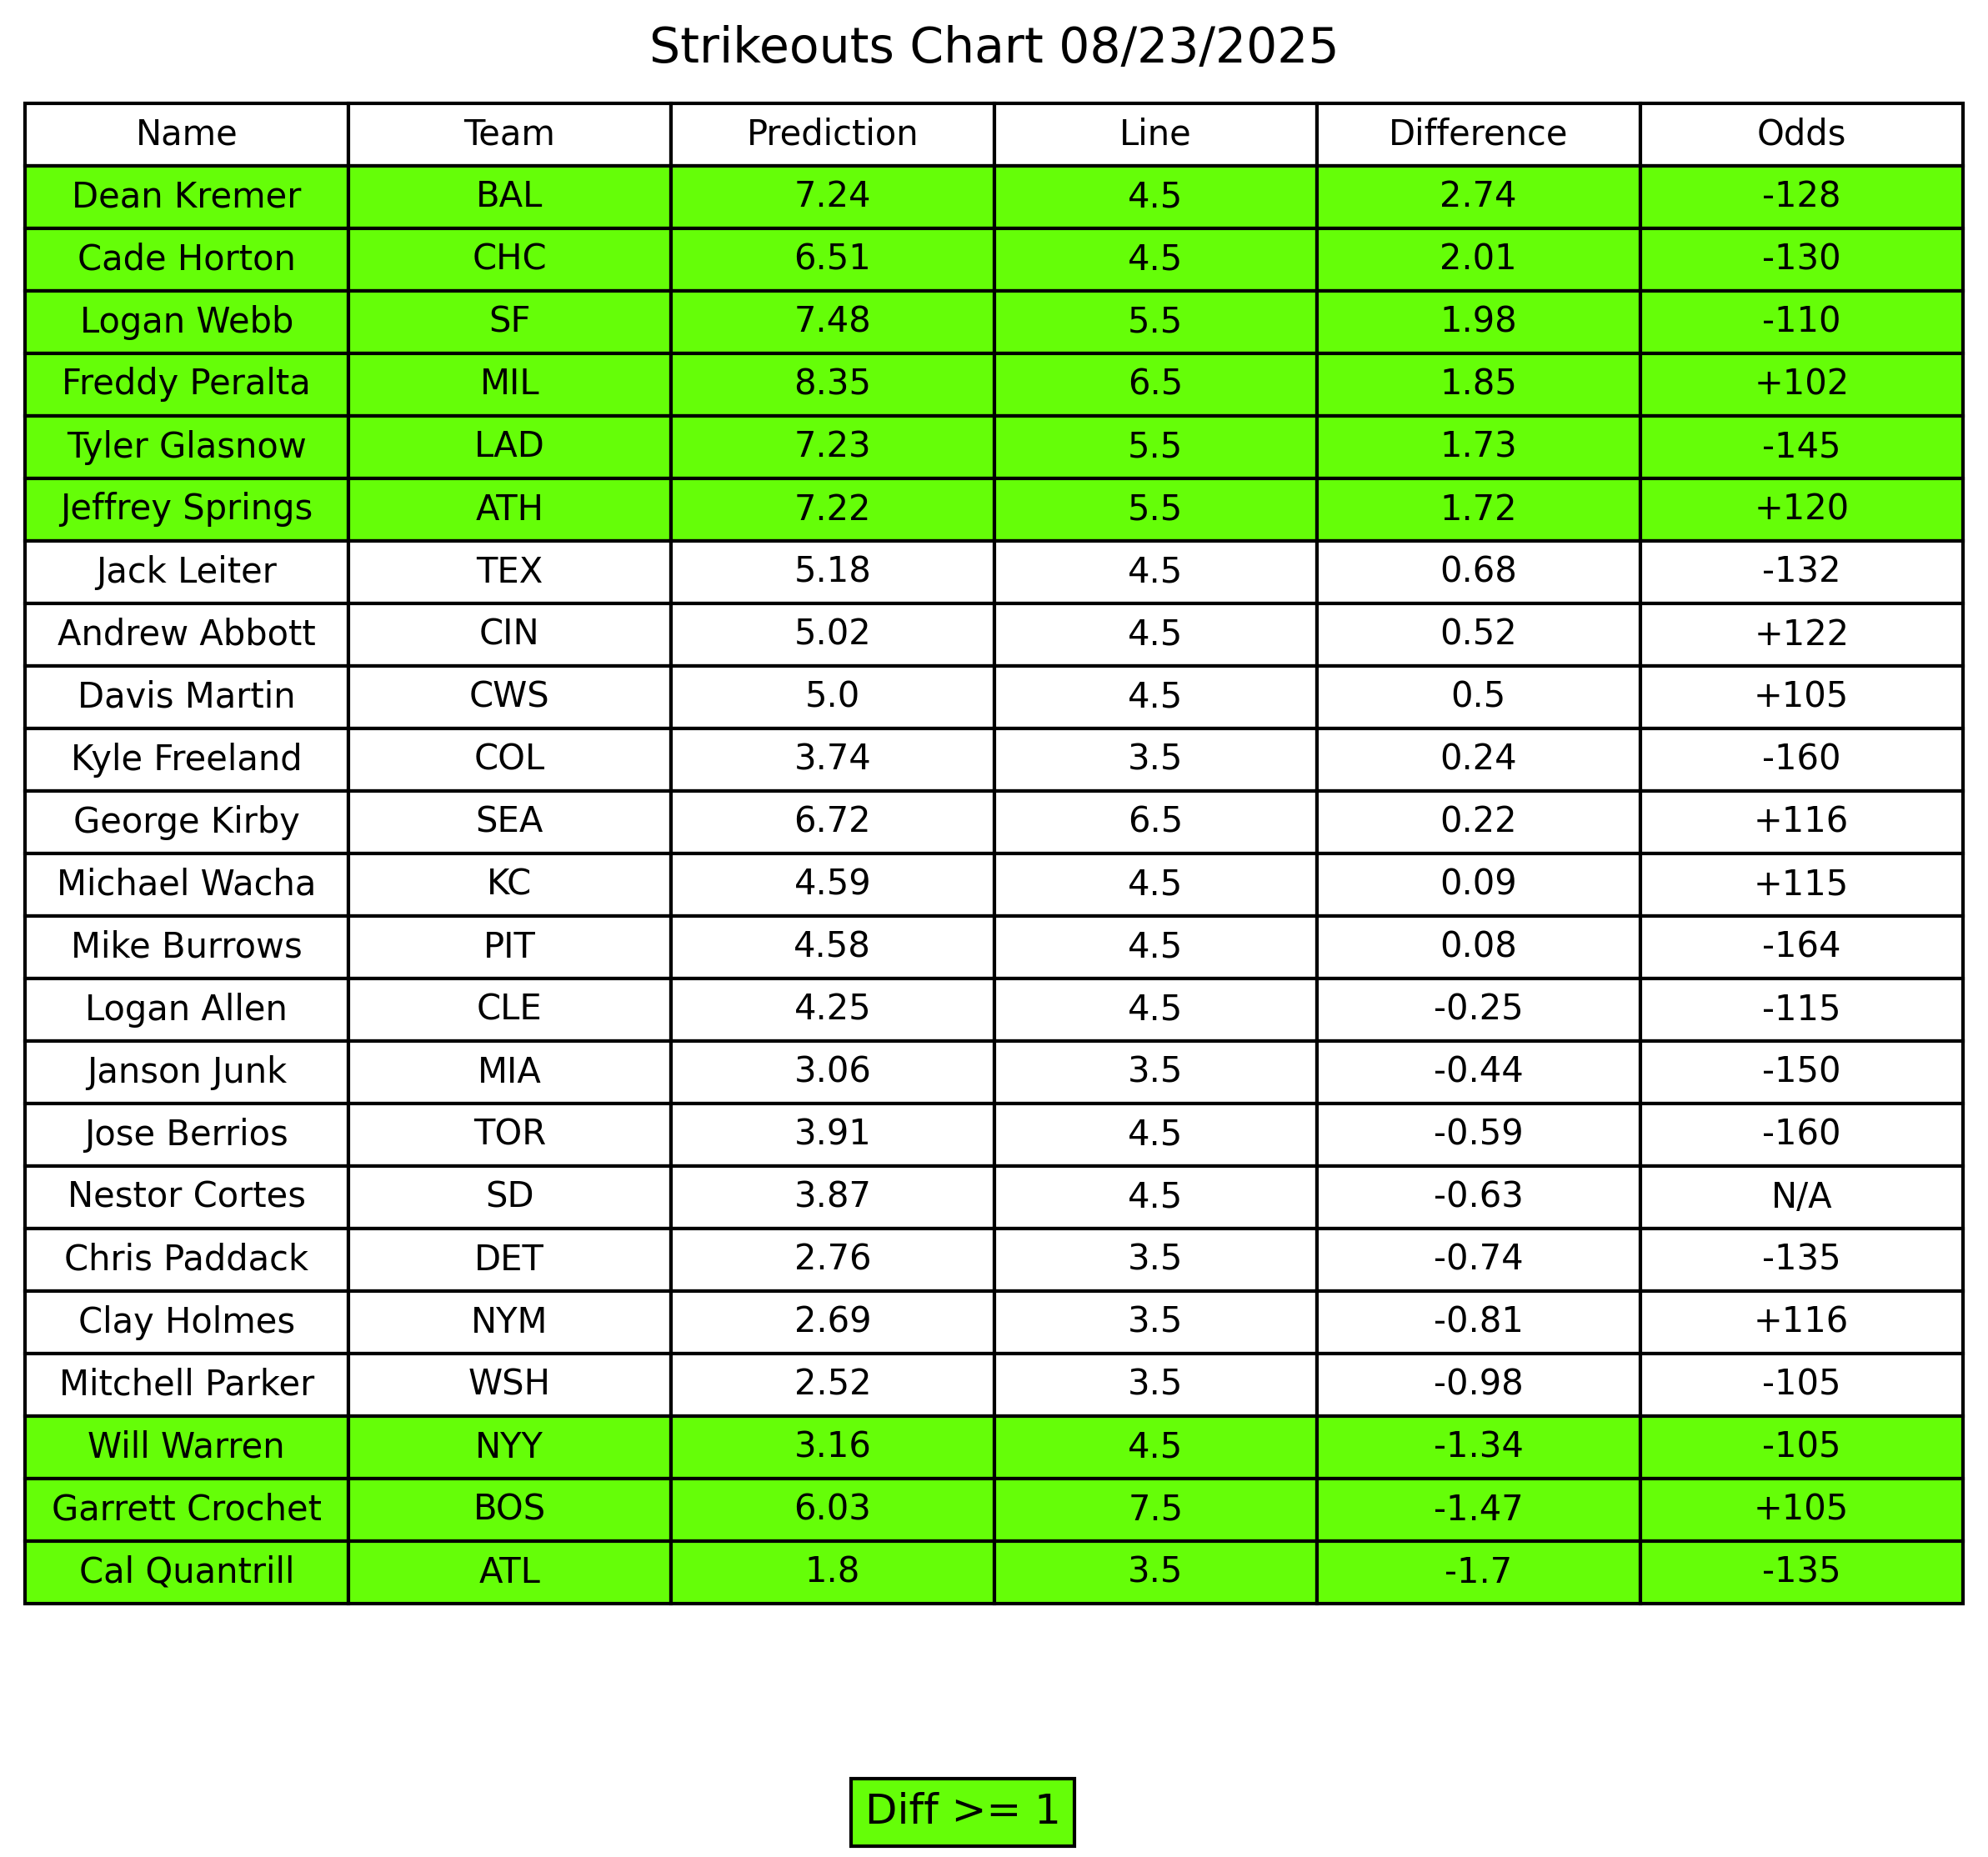 Strikeouts Chart 08/23/2025
Name Team Prediction Line Difference Odds
Dean Kremer BAL 7.24 4.5 2.74 -128
Cade Horton CHC 6.51 4.5 2.01 -130
Logan Webb SF 7.48 5.5 1.98 -110
Freddy Peralta MIL 8.35 6.5 1.85 +102
Tyler Glasnow LAD 7.23 5.5 1.73 -145
Jeffrey Springs ATH 7.22 5.5 1.72 +120
Jack Leiter TEX 5.18 4.5 0.68 -132
Andrew Abbott CIN 5.02 4.5 0.52 +122
Davis Martin CWS 5.0 4.5 0.5 +105
Kyle Freeland COL 3.74 3.5 0.24 -160
George Kirby SEA 6.72 6.5 0.22 +116
Michael Wacha KC 4.59 4.5 0.09 +115
Mike Burrows PIT 4.58 4.5 0.08 -164
Logan Allen CLE 4.25 4.5 -0.25 -115
Janson Junk MIA 3.06 3.5 -0.44 -150
Jose Berrios TOR 3.91 4.5 -0.59 -160
Nestor Cortes SD 3.87 4.5 -0.63 N/A
Chris Paddack DET 2.76 3.5 -0.74 -135
Clay Holmes NYM 2.69 3.5 -0.81 +116
Mitchell Parker WSH 2.52 3.5 -0.98 -105
Will Warren NYY 3.16 4.5 -1.34 -105
Garrett Crochet BOS 6.03 7.5 -1.47 +105
Cal Quantrill ATL 1.8 3.5 -1.7 -135
Diff >= 1